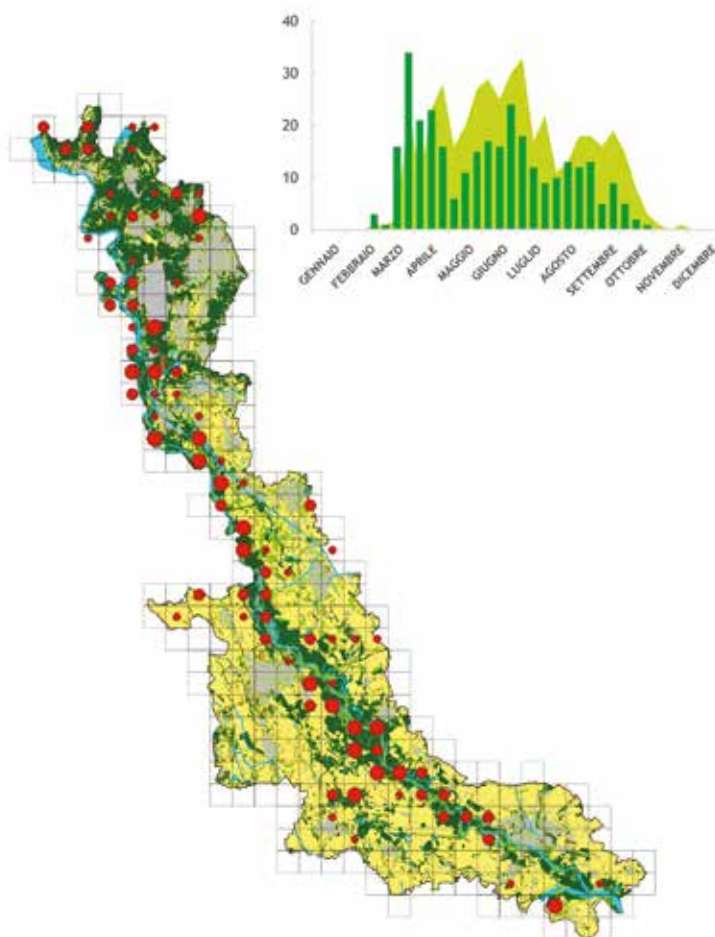 40
30
20
10
0
GENNAIO
FEBBRAIO
MARZO
APRILE
MAGGIO
GIUGNO
LUGLIO
AGOSTO
SETTEMBRE
OTTOBRE
NOVEMBRE
DICEMBRE